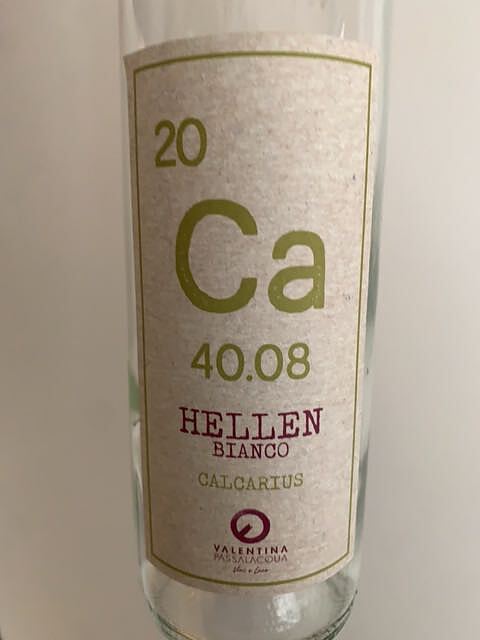 20
Ca
40.08
HELLEN
BIANCO
CALCARIUS
VALENTINA
PASSALACQUA